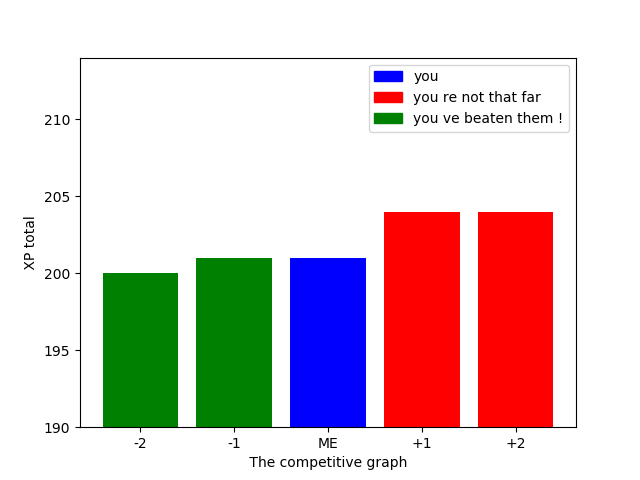 you
you re not that far
you ve beaten them !
XP total
210
205
200
195
190
-2
-1
ME
+1
+2
The competitive graph